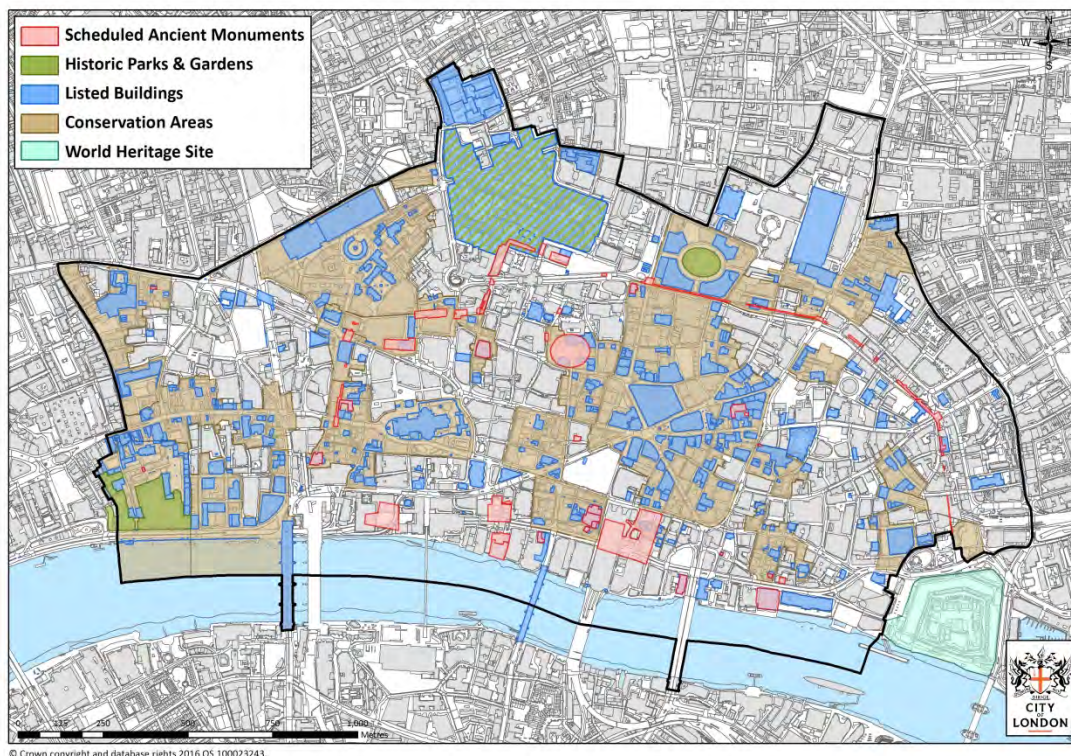 Scheduled Ancient Monuments
Historic Parks & Gardens
Listed Buildings
Conservation Areas
World Heritage Site
N
W E
S
0 125 250 500 750 1,000
Metres
CITY
OF
LONDON
© Crown copyright and database rights 2016 OS 100023243